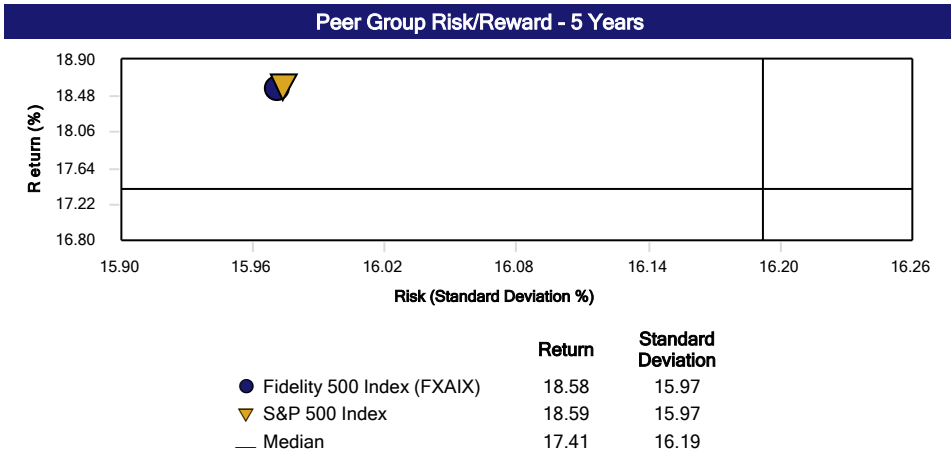 Peer Group Risk/Reward - 5 Years
18.90
18.48
18.06
17.64
17.22
16.80
R eturn (%)
15.90 15.96 16.02 16.08 16.14 16.20 16.26
Risk (Standard Deviation %)
Return Standard Deviation
Fidelity 500 Index (FXAIX) 18.58 15.97
S&P 500 Index 18.59 15.97
Median 17.41 16.19